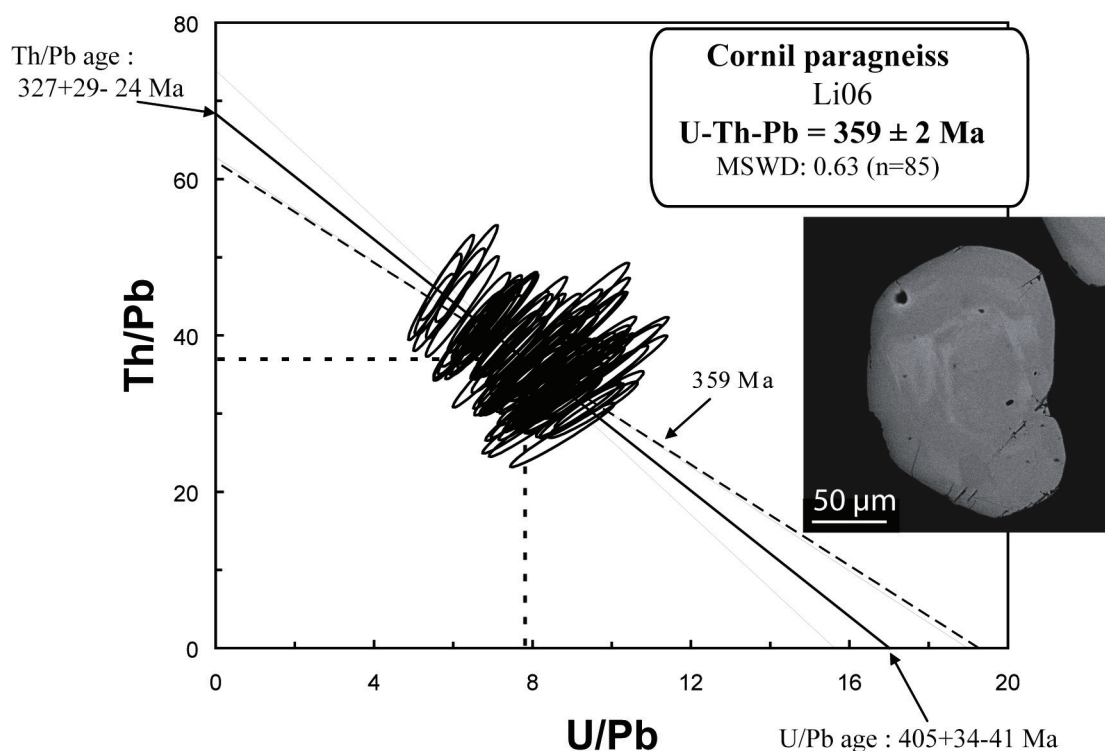 80
Th/Pb age :
327+29- 24 Ma
60
40
20
0
Th/Pb
Cornil paragneiss
Li06
U-Th-Pb = 359 ± 2 Ma
MSWD: 0.63 (n=85)
359 Ma
50 µm
0
4
8
12
16
20
U/Pb
U/Pb age : 405+34-41 Ma